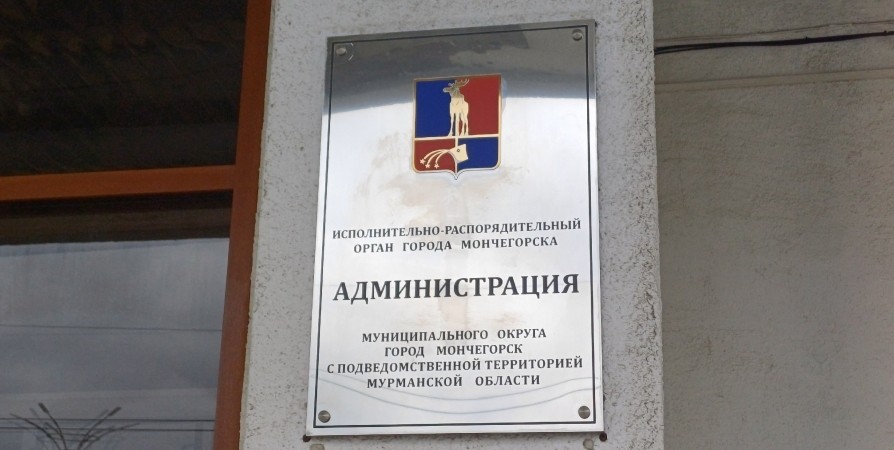 ИСПОЛНИТЕЛЬНО-РАСПОРЯДИТЕЛЬНЫЙ
ОРГАН ГОРОДА МОНЧЕГОРСКА
АДМИНИСТРАЦИЯ
МУНИЦИПАЛЬНОГО ОКРУГА
ГОРОД МОНЧЕГОРСК
С ПОДВЕДОМСТВЕННОЙ ТЕРРИТОРИЕЙ
МУРМАНСКОЙ ОБЛАСТИ